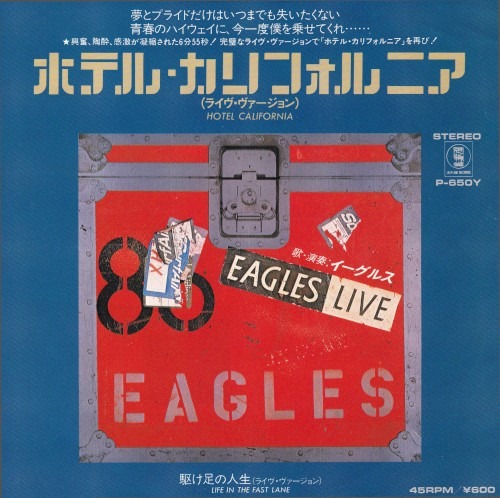 夢とプライドだけはいつまでも失いたくない
青春のハイウェイに、今一度僕を乗せてくれ……
★興奮、陶酔、感激が凝縮された6分55秒！ 完璧なライヴ・ヴァージョンで「ホテル・カリフォルニア」を再び！
ホテル・カリフォルニア
(ライヴ・ヴァージョン)
HOTEL CALIFORNIA
STEREO
P-650Y
歌・演奏：イーグルス
EAGLES LIVE
86
EAGLES
駆け足の人生(ライヴ・ヴァージョン)
LIFE IN THE FAST LANE
45RPM/¥600